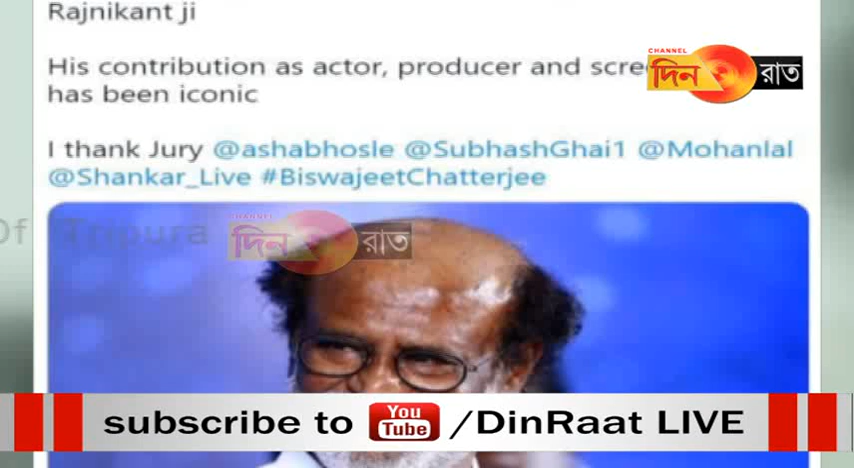 Rajnikant ji
CHANNEL
দিন রাত
His contribution as actor, producer and
has been iconic
I thank Jury @ashabhosle @SubhashGhai1 @Mohanlal
@Shankar_Live #BiswajeetChatterjee
Of Tripura
CHANNEL
দিন রাত
subscribe to You Tube /DinRaat LIVE